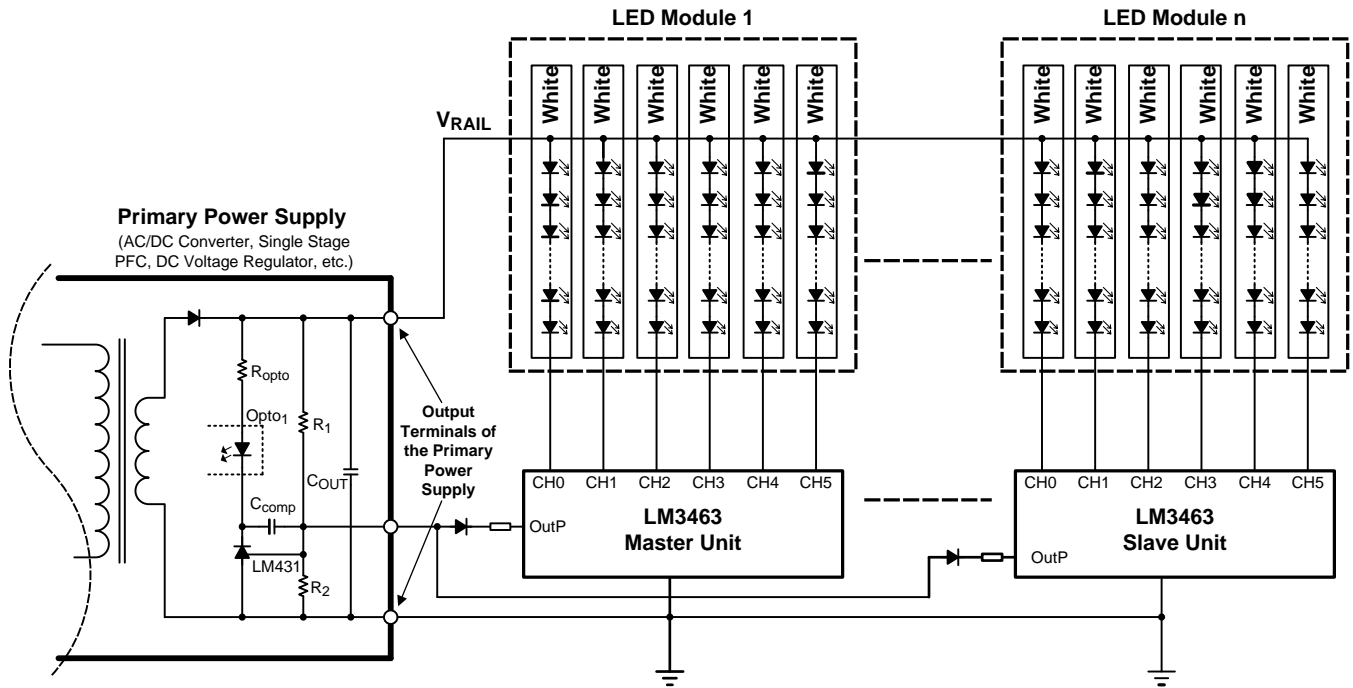 LED Module 1
LED Module n
White White White White White White
White White White White White White
VRAIL
Primary Power Supply
(AC/DC Converter, Single Stage
PFC, DC Voltage Regulator, etc.)
Ropto
Opto1
R1
Ccomp
COUT
LM431
R2
Output
Terminals of
the Primary
Power
Supply
CH0 CH1 CH2 CH3 CH4 CH5
OutP
LM3463
Master Unit
CH0 CH1 CH2 CH3 CH4 CH5
LM3463
Slave Unit
OutP